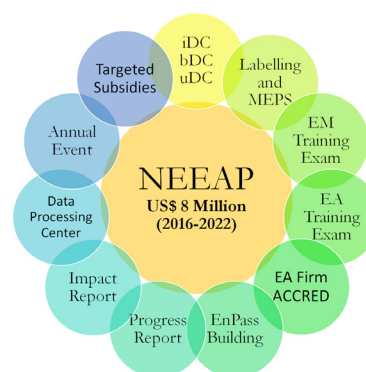 iDC
bDC
uDC
Labelling
and
MEPS
EM
Training
Exam
EA
Training
Exam
EA Firm
ACCRED
EnPass
Building
Progress
Report
Impact
Report
Data
Processing
Center
Annual
Event
Targeted
Subsidies
NEEAP
US$ 8 Million
(2016-2022)